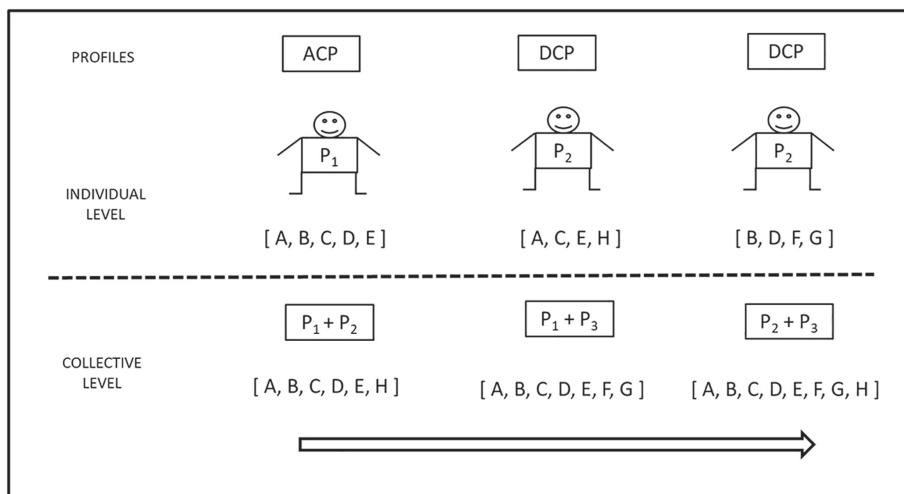 PROFILES ACP DCP DCP
P₁ P₂ P₂
INDIVIDUAL
LEVEL
[ A, B, C, D, E ] [ A, C, E, H ] [ B, D, F, G ]
P₁ + P₂ P₁ + P₃ P₂ + P₃
COLLECTIVE
LEVEL
[ A, B, C, D, E, H ] [ A, B, C, D, E, F, G ] [ A, B, C, D, E, F, G, H ]